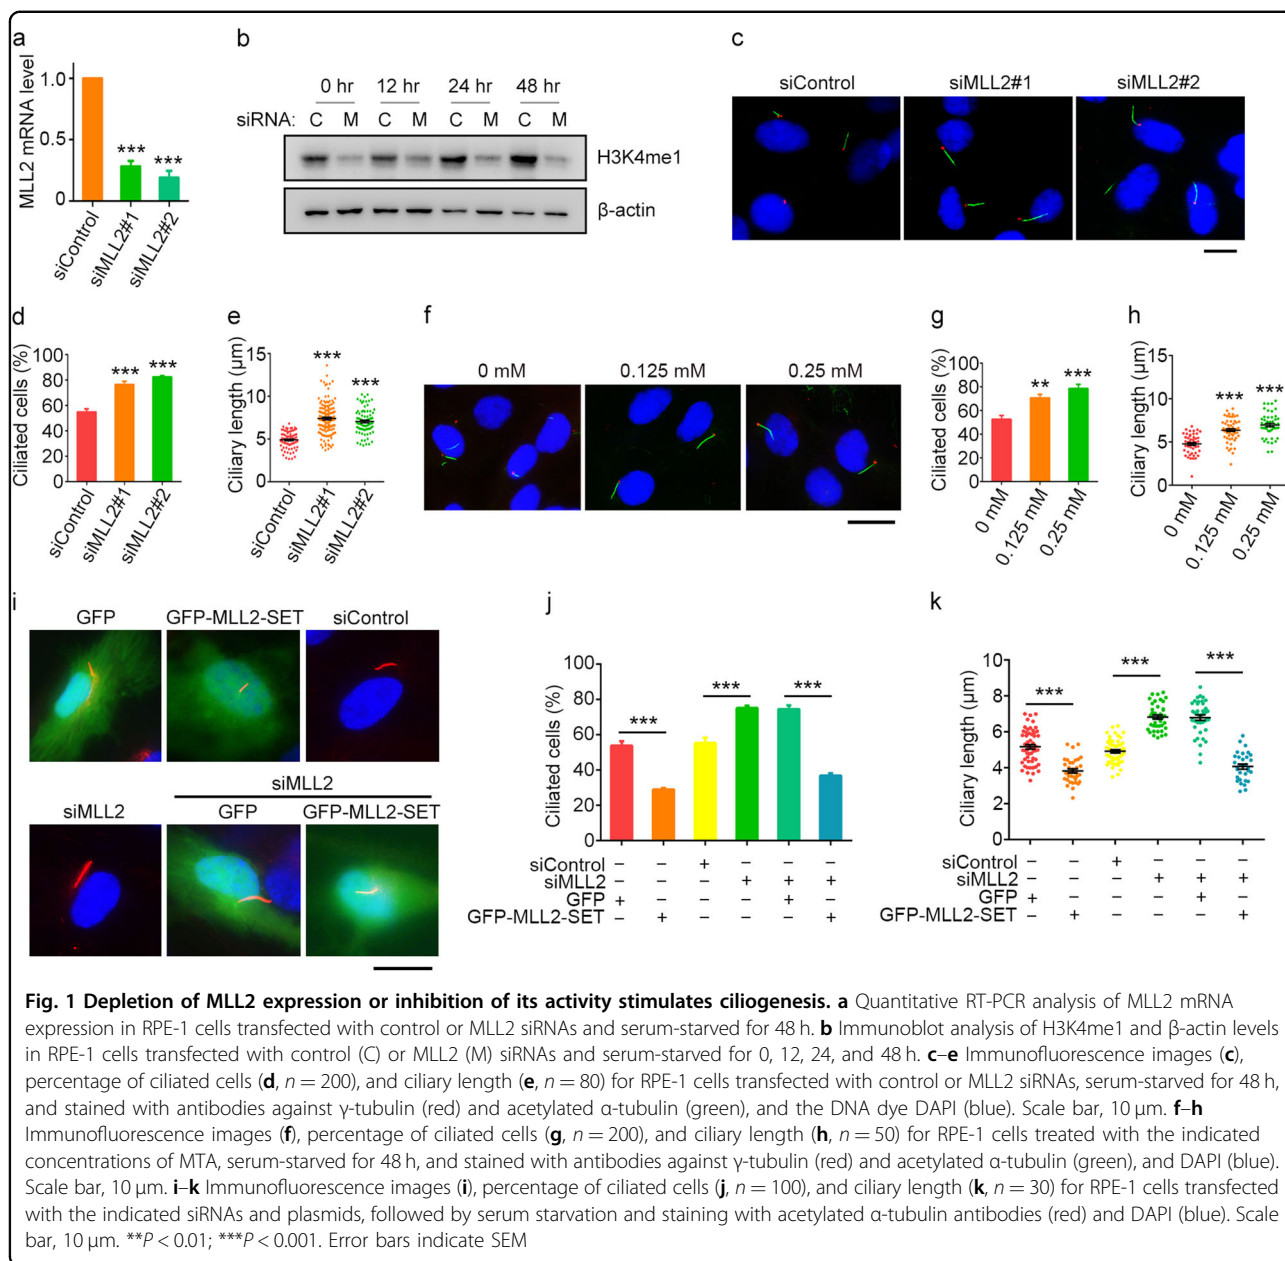 a
MLL2 mRNA level
1.0
0.5
0
***
***
siControl
siMLL2#1
siMLL2#2
b
0 hr 12 hr 24 hr 48 hr
siRNA: C M C M C M C M
H3K4me1
β-actin
c
siControl siMLL2#1 siMLL2#2
d
Ciliated cells (%)
100
80
60
40
20
0
***
***
siControl
siMLL2#1
siMLL2#2
e
Ciliary length (μm)
15
10
5
0
***
***
siControl
siMLL2#1
siMLL2#2
f
0 mM 0.125 mM 0.25 mM
g
Ciliated cells (%)
100
80
60
40
20
0
**
***
0 mM
0.125 mM
0.25 mM
h
Ciliary length (μm)
15
10
5
0
***
***
0 mM
0.125 mM
0.25 mM
i
GFP GFP-MLL2-SET siControl
siMLL2
siMLL2 GFP GFP-MLL2-SET
j
Ciliated cells (%)
100
80
60
40
20
0
***
***
***
siControl – – + – – –
siMLL2 – – – + + +
GFP + – – – + –
GFP-MLL2-SET – + – – – +
k
Ciliary length (μm)
10
8
6
4
2
0
***
***
***
siControl – – + – – –
siMLL2 – – – + + +
GFP + – – – + –
GFP-MLL2-SET – + – – – +
Fig. 1 Depletion of MLL2 expression or inhibition of its activity stimulates ciliogenesis. a Quantitative RT-PCR analysis of MLL2 mRNA
expression in RPE-1 cells transfected with control or MLL2 siRNAs and serum-starved for 48 h. b Immunoblot analysis of H3K4me1 and β-actin levels
in RPE-1 cells transfected with control (C) or MLL2 (M) siRNAs and serum-starved for 0, 12, 24, and 48 h. c–e Immunofluorescence images (c),
percentage of ciliated cells (d, n = 200), and ciliary length (e, n = 80) for RPE-1 cells transfected with control or MLL2 siRNAs, serum-starved for 48 h,
and stained with antibodies against γ-tubulin (red) and acetylated α-tubulin (green), and the DNA dye DAPI (blue). Scale bar, 10 μm. f–h
Immunofluorescence images (f), percentage of ciliated cells (g, n = 200), and ciliary length (h, n = 50) for RPE-1 cells treated with the indicated
concentrations of MTA, serum-starved for 48 h, and stained with antibodies against γ-tubulin (red) and acetylated α-tubulin (green), and DAPI (blue).
Scale bar, 10 μm. i–k Immunofluorescence images (i), percentage of ciliated cells (j, n = 100), and ciliary length (k, n = 30) for RPE-1 cells transfected
with the indicated siRNAs and plasmids, followed by serum starvation and staining with acetylated α-tubulin antibodies (red) and DAPI (blue). Scale
bar, 10 μm. **P < 0.01; ***P < 0.001. Error bars indicate SEM